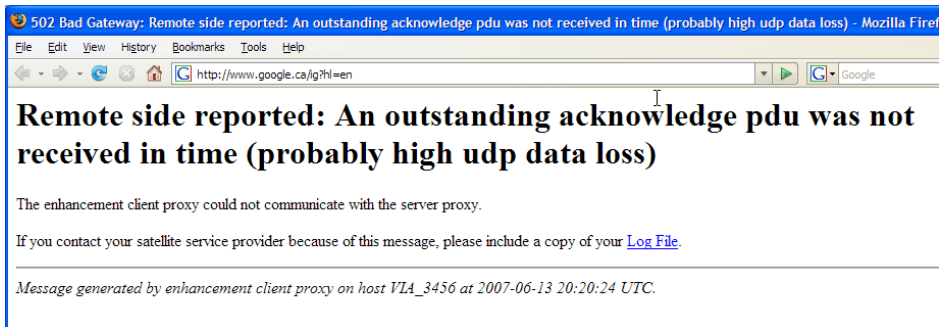 502 Bad Gateway: Remote side reported: An outstanding acknowledge pdu was not received in time (probably high udp data loss) - Mozilla Firef
File Edit View History Bookmarks Tools Help
G http://www.google.ca/ig?hl=en G Google
Remote side reported: An outstanding acknowledge pdu was not
received in time (probably high udp data loss)
The enhancement client proxy could not communicate with the server proxy.
If you contact your satellite service provider because of this message, please include a copy of your Log File.
Message generated by enhancement client proxy on host VIA_3456 at 2007-06-13 20:20:24 UTC.